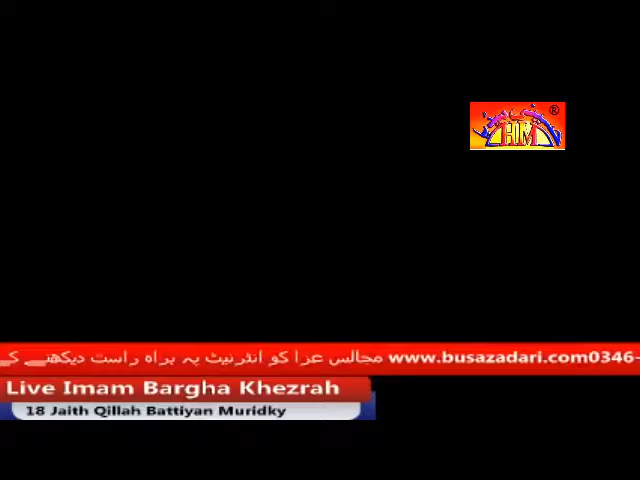 HM ®
مجالس عزا کو انٹرنیٹ پہ براہ راست دیکھنے کے www.busazadari.com0346-
Live Imam Bargha Khezrah
18 Jaith Qillah Battiyan Muridky